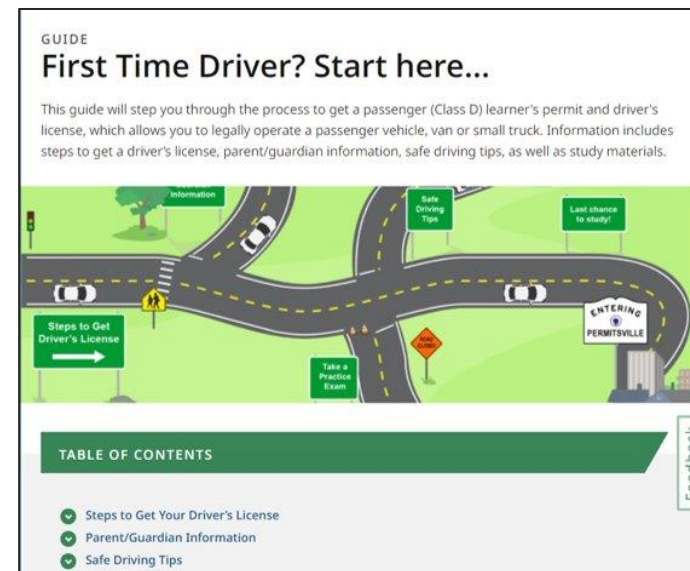 GUIDE
First Time Driver? Start here...
This guide will step you through the process to get a passenger (Class D) learner's permit and driver's
license, which allows you to legally operate a passenger vehicle, van or small truck. Information includes
steps to get a driver's license, parent/guardian information, safe driving tips, as well as study materials.
Information
Safe
Driving
Tips
Last chance
to study!
Steps to Get
Driver's License
ENTERING
PERMITSVILLE
Take a
Practice
Exam
ROAD
CLOSED
TABLE OF CONTENTS
Steps to Get Your Driver's License
Parent/Guardian Information
Safe Driving Tips